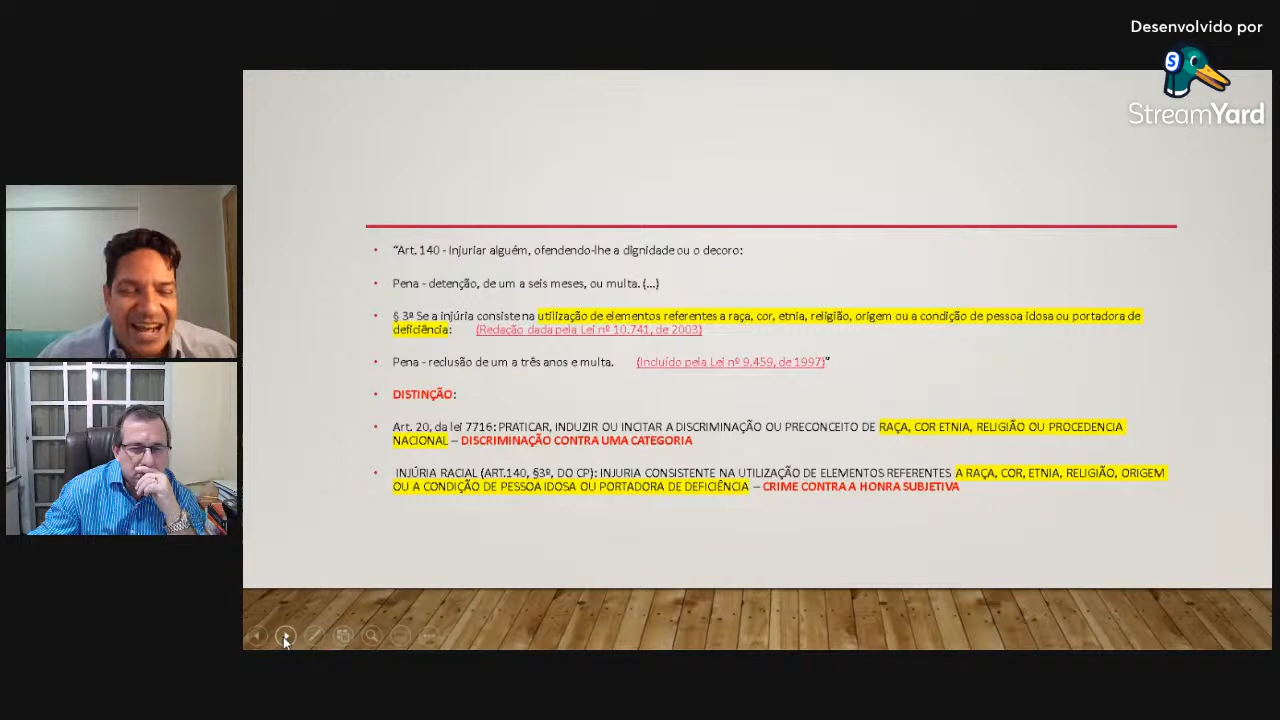 Desenvolvido por
StreamYard
• “Art. 140 - Injuriar alguém, ofendendo-lhe a dignidade ou o decoro:
• Pena - detenção, de um a seis meses, ou multa. (...)
• § 3º Se a injúria consiste na utilização de elementos referentes a raça, cor, etnia, religião, origem ou a condição de pessoa idosa ou portadora de
deficiência: (Redação dada pela Lei nº 10.741, de 2003)
• Pena - reclusão de um a três anos e multa. (Incluído pela Lei nº 9.459, de 1997)”
• DISTINÇÃO:
• Art. 20, da lei 7716: PRATICAR, INDUZIR OU INCITAR A DISCRIMINAÇÃO OU PRECONCEITO DE RAÇA, COR ETNIA, RELIGIÃO OU PROCEDENCIA
NACIONAL – DISCRIMINAÇÃO CONTRA UMA CATEGORIA
• INJÚRIA RACIAL (ART.140, §3º, DO CP): INJURIA CONSISTENTE NA UTILIZAÇÃO DE ELEMENTOS REFERENTES A RAÇA, COR, ETNIA, RELIGIÃO, ORIGEM
OU A CONDIÇÃO DE PESSOA IDOSA OU PORTADORA DE DEFICIÊNCIA – CRIME CONTRA A HONRA SUBJETIVA